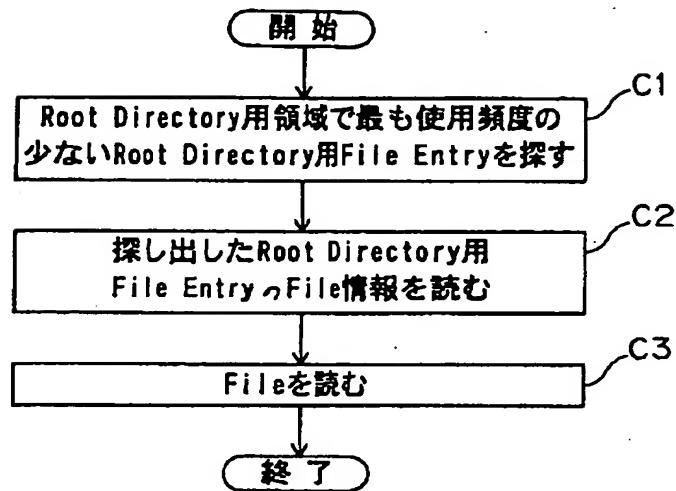 開始
C1
Root Directory用領域で最も使用頻度の
少ないRoot Directory用File Entryを探す
C2
探し出したRoot Directory用
File EntryのFile情報を読む
C3
Fileを読む
終了